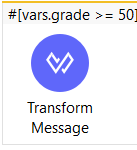 #[vars.grade >= 50]
Transform
Message